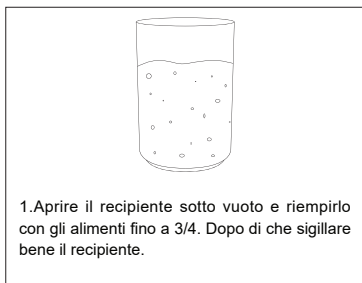 1.Aprire il recipiente sotto vuoto e riempirlo
con gli alimenti fino a 3/4. Dopo di che sigillare
bene il recipiente.